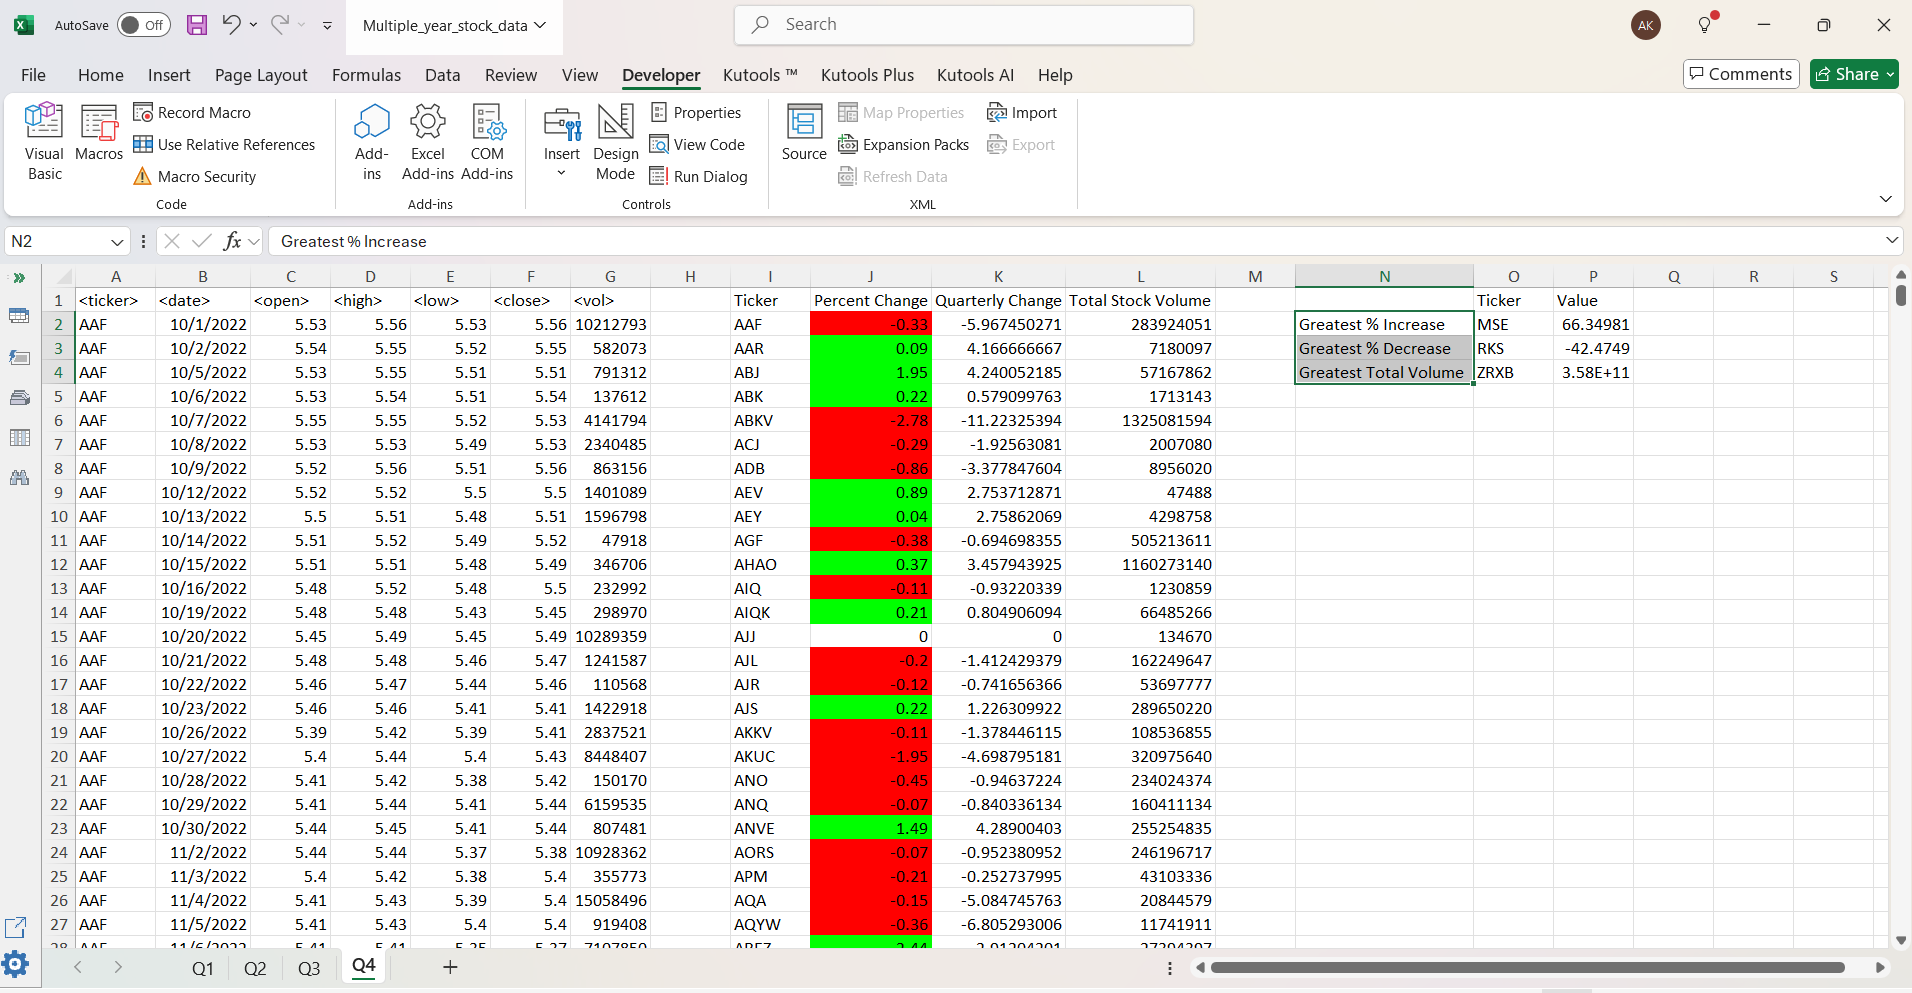 AutoSave Off Multiple_year_stock_data Search AK
File Home Insert Page Layout Formulas Data Review View Developer Kutools ™ Kutools Plus Kutools AI Help Comments Share
Visual Basic Macros Record Macro Use Relative References Macro Security Code
Add-ins Excel Add-ins COM Add-ins Add-ins
Insert Design Mode Properties View Code Run Dialog Controls
Source Map Properties Expansion Packs Refresh Data Import Export XML
N2 fx Greatest % Increase
A B C D E F G H I J K L M N O P Q R S
1 <ticker> <date> <open> <high> <low> <close> <vol> Ticker Percent Change Quarterly Change Total Stock Volume Ticker Value
2 AAF 10/1/2022 5.53 5.56 5.53 5.56 10212793 AAF -0.33 -5.967450271 283924051 Greatest % Increase MSE 66.34981
3 AAF 10/2/2022 5.54 5.55 5.52 5.55 582073 AAR 0.09 4.166666667 7180097 Greatest % Decrease RKS -42.4749
4 AAF 10/5/2022 5.53 5.55 5.51 5.51 791312 ABJ 1.95 4.240052185 57167862 Greatest Total Volume ZRXB 3.58E+11
5 AAF 10/6/2022 5.53 5.54 5.51 5.54 137612 ABK 0.22 0.579099763 1713143
6 AAF 10/7/2022 5.55 5.55 5.52 5.53 4141794 ABKV -2.78 -11.22325394 1325081594
7 AAF 10/8/2022 5.53 5.53 5.49 5.53 2340485 ACJ -0.29 -1.92563081 2007080
8 AAF 10/9/2022 5.52 5.56 5.51 5.56 863156 ADB -0.86 -3.377847604 8956020
9 AAF 10/12/2022 5.52 5.52 5.5 5.5 1401089 AEV 0.89 2.753712871 47488
10 AAF 10/13/2022 5.5 5.51 5.48 5.51 1596798 AEY 0.04 2.75862069 4298758
11 AAF 10/14/2022 5.51 5.52 5.49 5.52 47918 AGF -0.38 -0.694698355 505213611
12 AAF 10/15/2022 5.51 5.51 5.48 5.49 346706 AHAO 0.37 3.457943925 1160273140
13 AAF 10/16/2022 5.48 5.52 5.48 5.5 232992 AIQ -0.11 -0.93220339 1230859
14 AAF 10/19/2022 5.48 5.48 5.43 5.45 298970 AIQK 0.21 0.804906094 66485266
15 AAF 10/20/2022 5.45 5.49 5.45 5.49 10289359 AJJ 0 0 134670
16 AAF 10/21/2022 5.48 5.48 5.46 5.47 1241587 AJL -0.2 -1.412429379 162249647
17 AAF 10/22/2022 5.46 5.47 5.44 5.46 110568 AJR -0.12 -0.741656366 53697777
18 AAF 10/23/2022 5.46 5.46 5.41 5.41 1422918 AJS 0.22 1.226309922 289650220
19 AAF 10/26/2022 5.39 5.42 5.39 5.41 2837521 AKKV -0.11 -1.378446115 108536855
20 AAF 10/27/2022 5.4 5.44 5.4 5.43 8448407 AKUC -1.95 -4.698795181 320975640
21 AAF 10/28/2022 5.41 5.42 5.38 5.42 150170 ANO -0.45 -0.94637224 234024374
22 AAF 10/29/2022 5.41 5.44 5.41 5.44 6159535 ANQ -0.07 -0.840336134 160411134
23 AAF 10/30/2022 5.44 5.45 5.41 5.44 807481 ANVE 1.49 4.28900403 255254835
24 AAF 11/2/2022 5.44 5.44 5.37 5.38 10928362 AORS -0.07 -0.952380952 246196717
25 AAF 11/3/2022 5.4 5.42 5.38 5.4 355773 APM -0.21 -0.252737995 43103336
26 AAF 11/4/2022 5.41 5.43 5.39 5.4 15058496 AQA -0.15 -5.084745763 20844579
27 AAF 11/5/2022 5.41 5.43 5.4 5.4 919408 AQYW -0.36 -6.805293006 11741911
28 AAF 11/6/2022 5.41 5.41
Q1 Q2 Q3 Q4